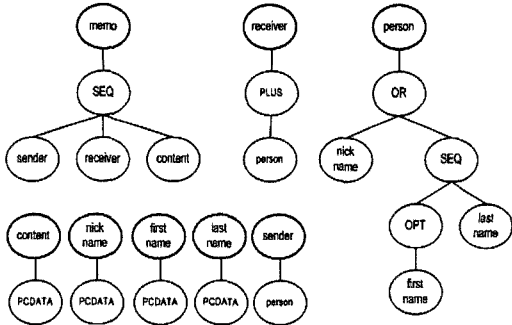 memo
receiver
person
SEQ
PLUS
OR
sender
receiver
content
person
nick
name
SEQ
OPT
last
name
first
name
content
nick
name
first
name
last
name
sender
PCDATA
PCDATA
PCDATA
PCDATA
person